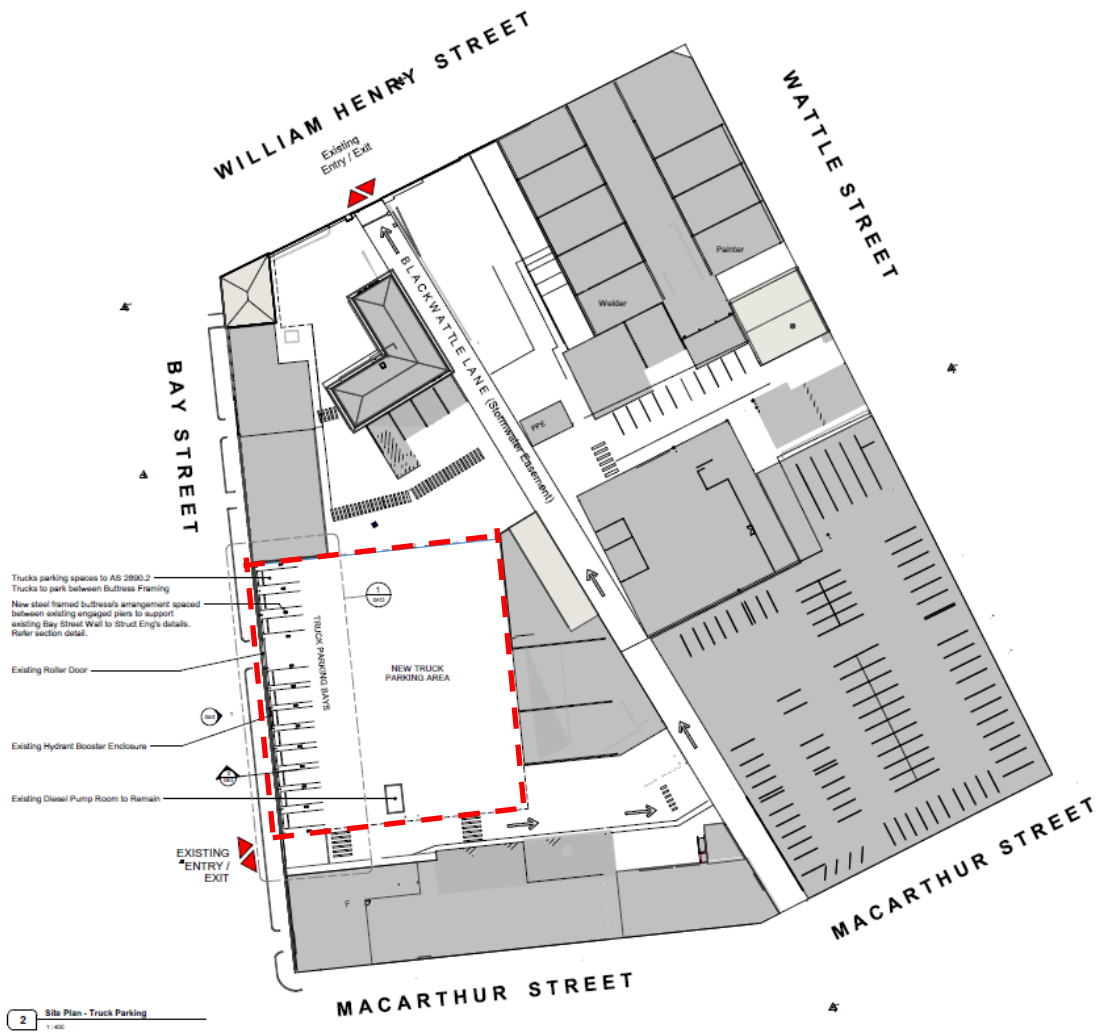 WILLIAM HENRY STREET
Existing
Entry / Exit
WATTLE STREET
Painter
Welder
BLACKWATTLE LANE (Stormwater Easement)
PPE
BAY STREET
Trucks parking spaces to AS 2890.2
Trucks to park between Buttress Framing
New steel framed buttress's arrangement spaced
between existing engaged piers to support
existing Bay Street Wall to Struct Eng's details.
Refer section detail.
Existing Roller Door
Existing Hydrant Booster Enclosure
Existing Diesel Pump Room to Remain
1
TRUCK PARKING BAYS
NEW TRUCK
PARKING AREA
EXISTING
ENTRY /
EXIT
F
MACARTHUR STREET
MACARTHUR STREET
2
Site Plan - Truck Parking
1 : 400